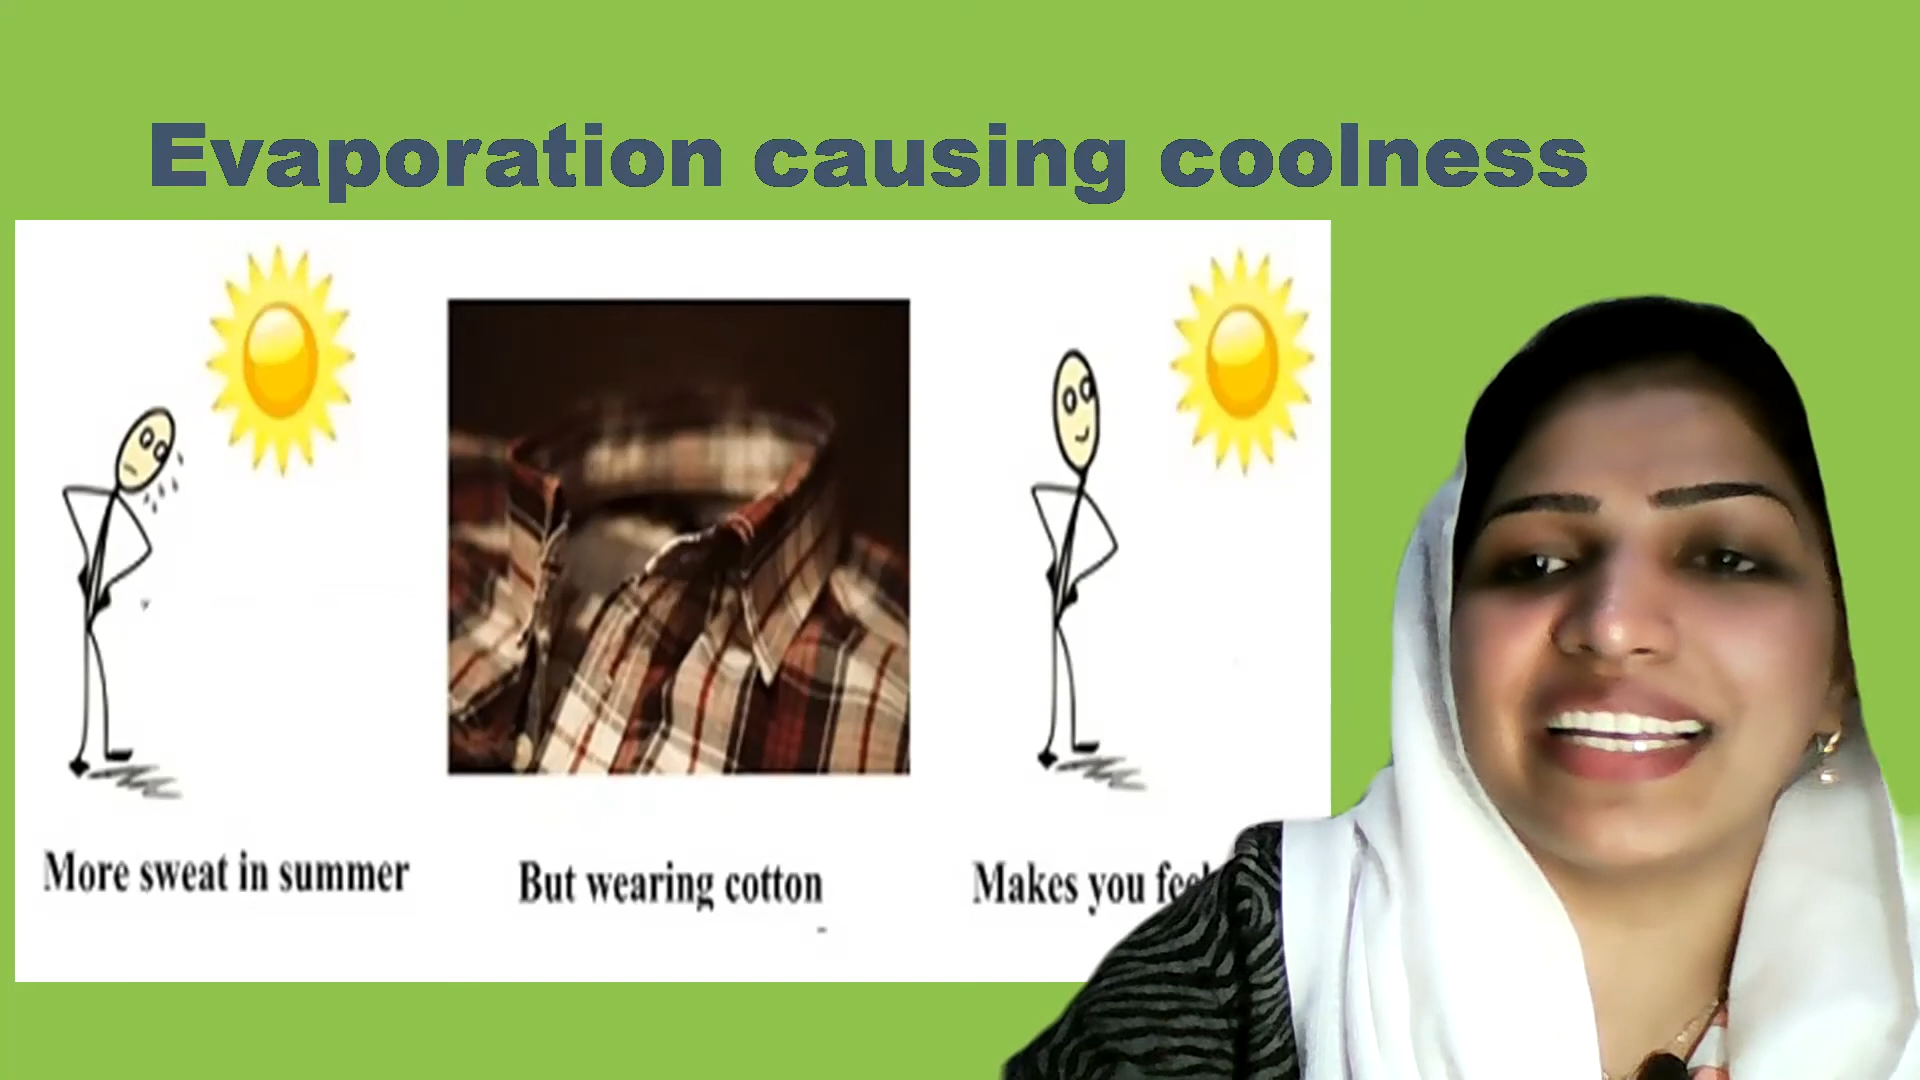 Evaporation causing coolness
More sweat in summer
But wearing cotton
Makes you